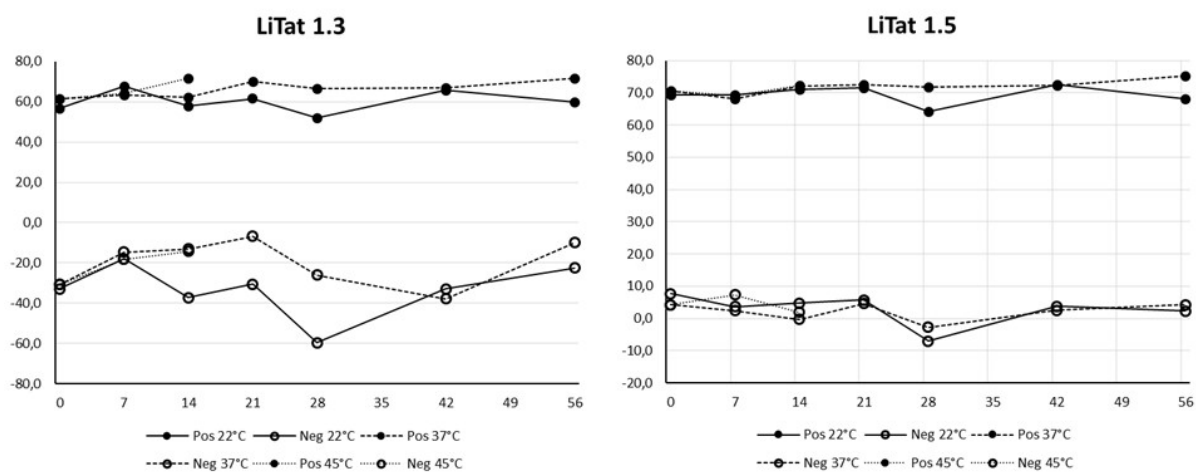 LiTat 1.3
80,0
60,0
40,0
20,0
0,0
-20,0
-40,0
-60,0
-80,0
0 7 14 21 28 35 42 49 56
Pos 22°C Neg 22°C Pos 37°C
Neg 37°C Pos 45°C Neg 45°C
LiTat 1.5
80,0
70,0
60,0
50,0
40,0
30,0
20,0
10,0
0,0
-10,0
-20,0
0 7 14 21 28 35 42 49 56
Pos 22°C Neg 22°C Pos 37°C
Neg 37°C Pos 45°C Neg 45°C